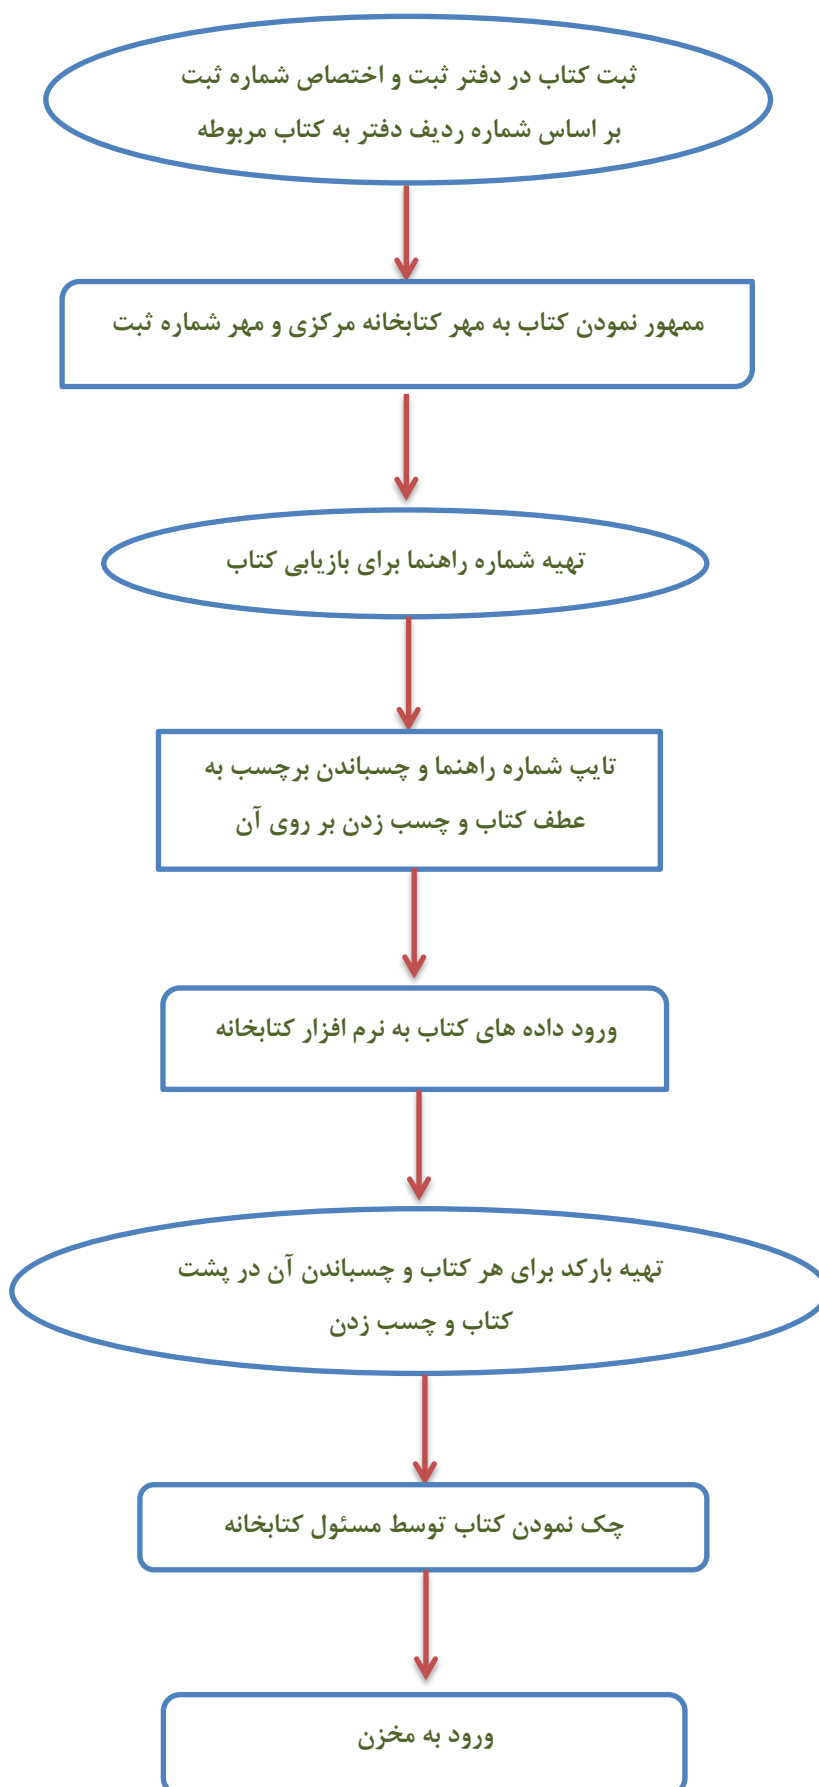 ثبت کتاب در دفتر ثبت و اختصاص شماره ثبت
بر اساس شماره ردیف دفتر به کتاب مربوطه
ممهور نمودن کتاب به مهر کتابخانه مرکزی و مهر شماره ثبت
تهیه شماره راهنما برای بازیابی کتاب
تایپ شماره راهنما و چسباندن برچسب به
عطف کتاب و چسب زدن بر روی آن
ورود داده های کتاب به نرم افزار کتابخانه
تهیه بارکد برای هر کتاب و چسباندن آن در پشت
کتاب و چسب زدن
چک نمودن کتاب توسط مسئول کتابخانه
ورود به مخزن